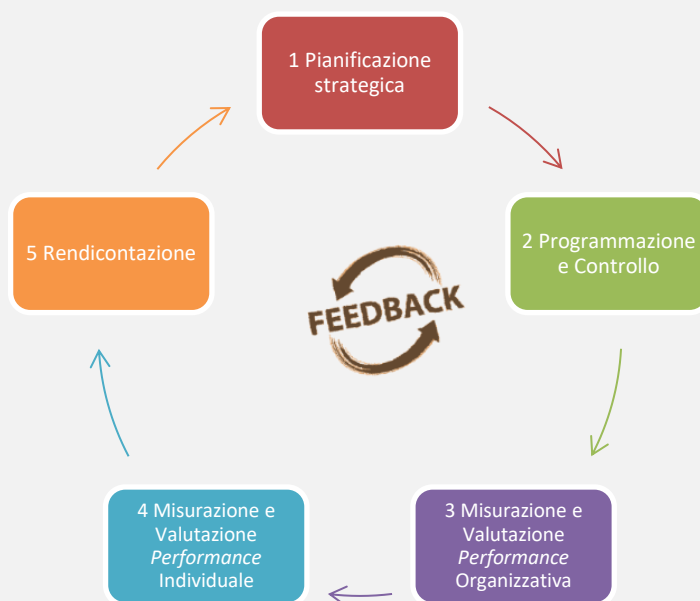 1 Pianificazione
strategica
2 Programmazione
e Controllo
3 Misurazione e
Valutazione
Performance
Organizzativa
4 Misurazione e
Valutazione
Performance
Individuale
5 Rendicontazione
FEEDBACK